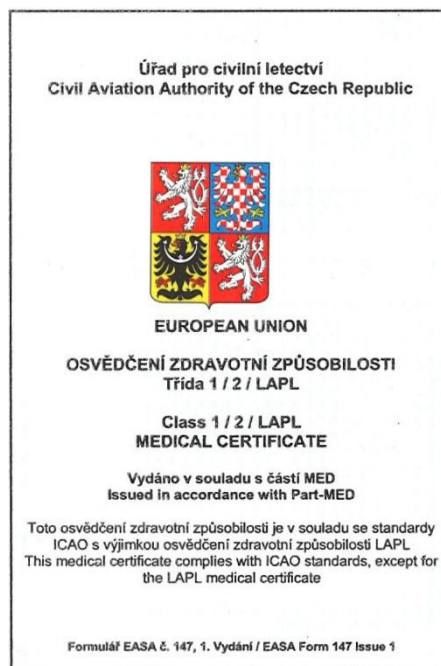 Úřad pro civilní letectví
Civil Aviation Authority of the Czech Republic
EUROPEAN UNION
OSVĚDČENÍ ZDRAVOTNÍ ZPŮSOBILOSTI
Třída 1 / 2 / LAPL
Class 1 / 2 / LAPL
MEDICAL CERTIFICATE
Vydáno v souladu s částí MED
Issued in accordance with Part-MED
Toto osvědčení zdravotní způsobilosti je v souladu se standardy
ICAO s výjimkou osvědčení zdravotní způsobilosti LAPL
This medical certificate complies with ICAO standards, except for
the LAPL medical certificate
Formulář EASA č. 147, 1. Vydání / EASA Form 147 Issue 1